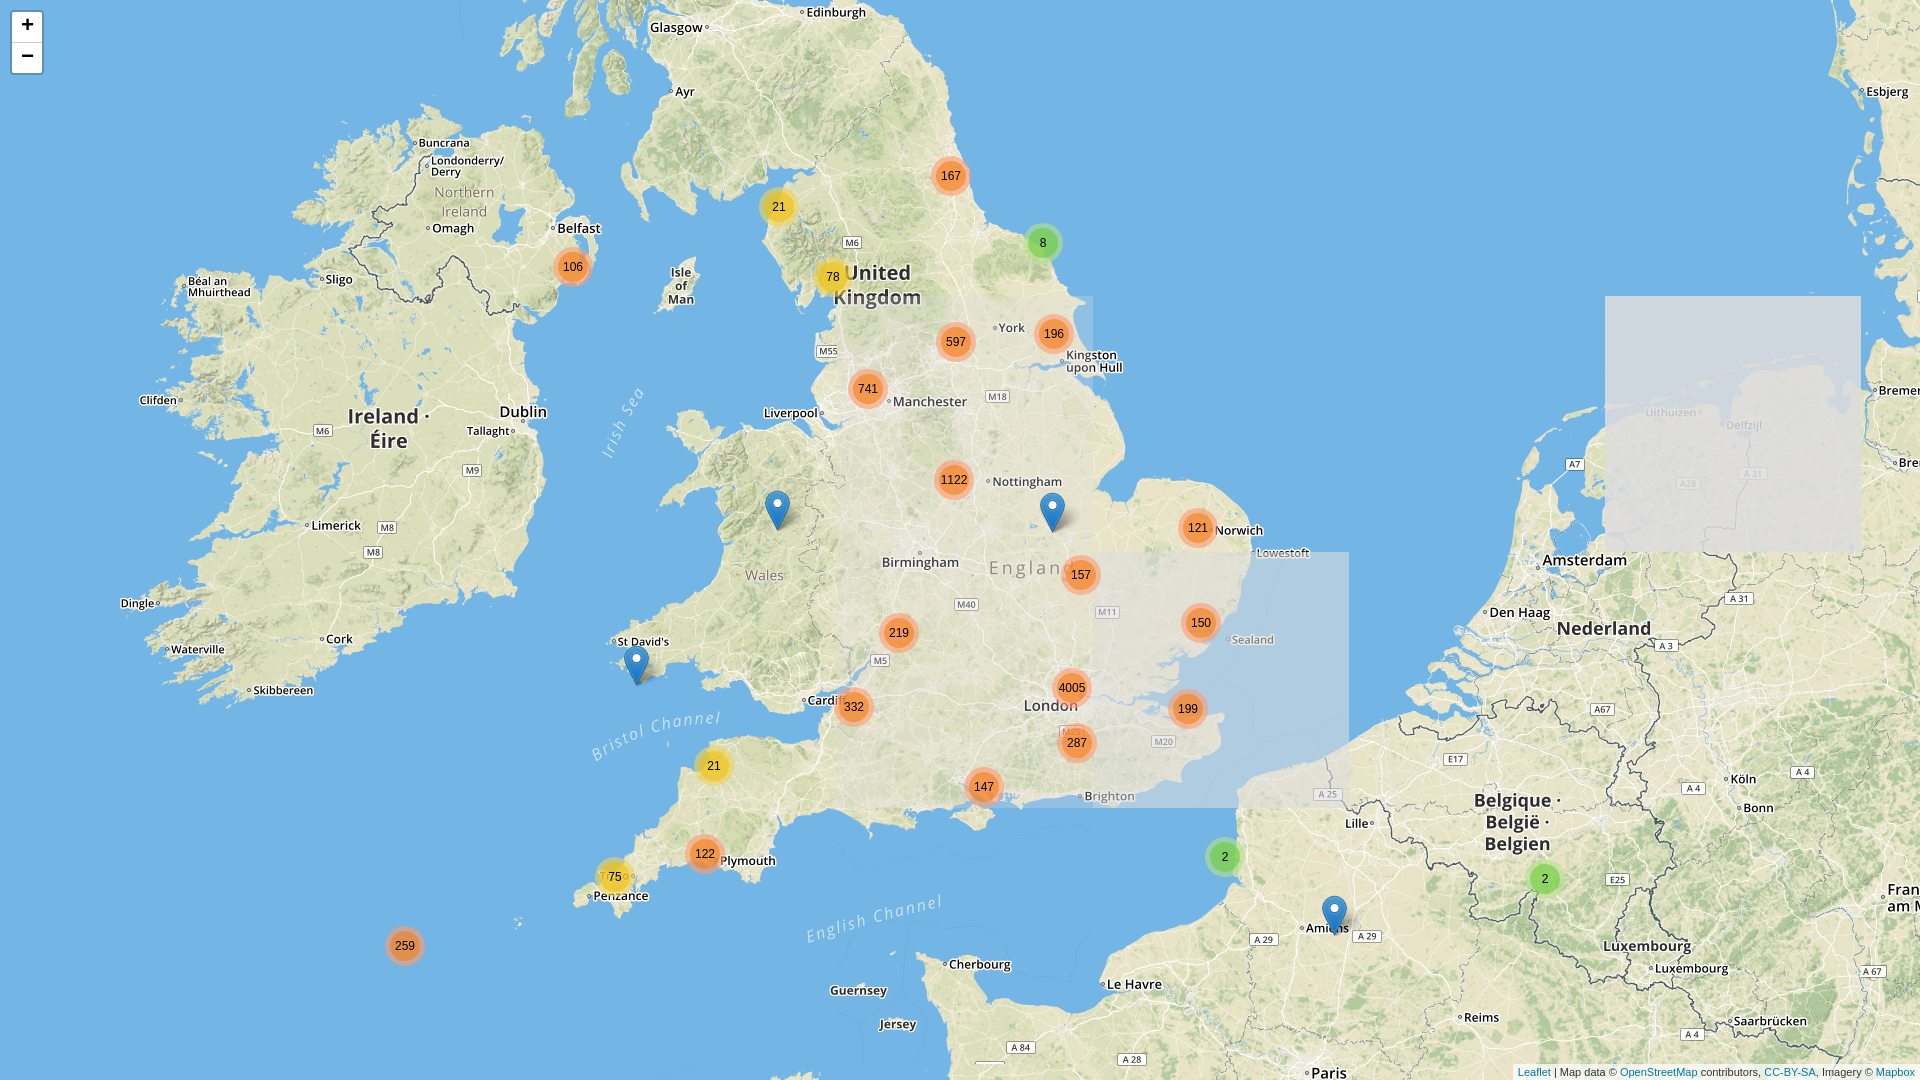 +
−
Edinburgh
Glasgow
Ayr
Esbjerg
Buncrana
Londonderry/
Derry
Northern
Ireland
Omagh
Belfast
167
21
8
M6
106
78
United
Kingdom
Isle
of
Man
Sligo
Béal an
Mhuirthead
York
196
597
M55
Kingston
upon Hull
741
Manchester
M18
Liverpool
Clifden
Dublin
Tallaght
Ireland ·
Éire
M6
M9
Irish Sea
Uithuizen
Delfzijl
Bremer
A 31
A28
A7
Bre
1122
Nottingham
Limerick
M8
M8
121
Norwich
Lowestoft
Birmingham
England
157
Wales
M40
M11
Amsterdam
A 31
Den Haag
Nederland
A 3
Dingle
Cork
Waterville
Skibbereen
St David's
219
150
Sealand
M5
4005
London
199
Cardiff
332
287
M20
A67
Bristol Channel
E17
21
147
Brighton
A 25
Köln
A 4
A 4
Bonn
Belgique ·
België ·
Belgien
Lille
122
Plymouth
2
2
E25
75
Penzance
Fran
am M
English Channel
Amiens
A 29
A 29
259
Luxembourg
Luxembourg
A 67
Cherbourg
Guernsey
Le Havre
Jersey
Reims
Saarbrücken
A 4
A 84
A 28
Paris
Leaflet | Map data © OpenStreetMap contributors, CC-BY-SA, Imagery © Mapbox